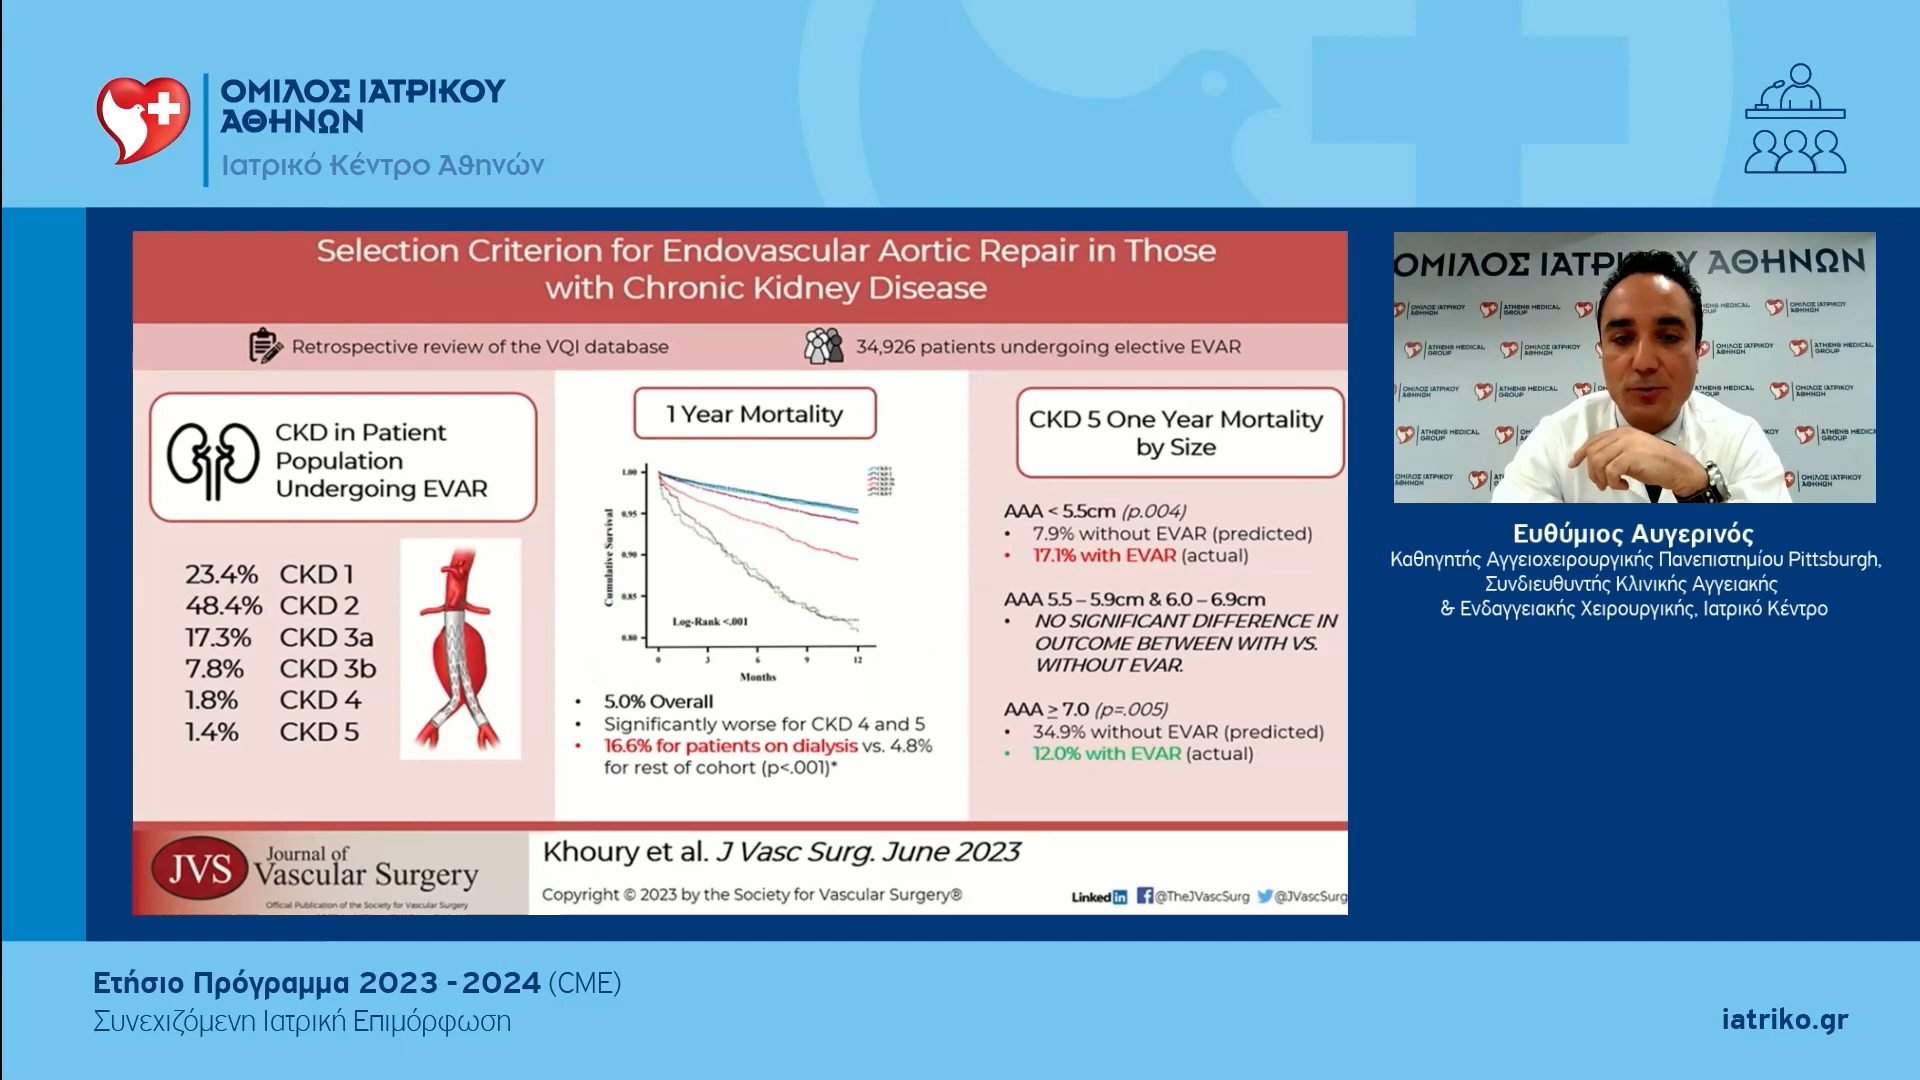 ΟΜΙΛΟΣ ΙΑΤΡΙΚΟΥ
ΑΘΗΝΩΝ
Ιατρικό Κέντρο Αθηνών
Selection Criterion for Endovascular Aortic Repair in Those
with Chronic Kidney Disease
Retrospective review of the VQI database
34,926 patients undergoing elective EVAR
CKD in Patient
Population
Undergoing EVAR
23.4% CKD 1
48.4% CKD 2
17.3% CKD 3a
7.8% CKD 3b
1.8% CKD 4
1.4% CKD 5
1 Year Mortality
Cumulative Survival
1.00
0.95
0.90
0.85
0.80
Log-Rank <.001
0 3 6 9 12
Months
• 5.0% Overall
• Significantly worse for CKD 4 and 5
• 16.6% for patients on dialysis vs. 4.8%
for rest of cohort (p<.001)*
CKD 5 One Year Mortality
by Size
AAA < 5.5cm (p.004)
• 7.9% without EVAR (predicted)
• 17.1% with EVAR (actual)
AAA 5.5 – 5.9cm & 6.0 – 6.9cm
• NO SIGNIFICANT DIFFERENCE IN
OUTCOME BETWEEN WITH VS.
WITHOUT EVAR.
AAA ≥ 7.0 (p=.005)
• 34.9% without EVAR (predicted)
• 12.0% with EVAR (actual)
JVS
Journal of
Vascular Surgery
Official Publication of the Society for Vascular Surgery
Khoury et al. J Vasc Surg. June 2023
Copyright © 2023 by the Society for Vascular Surgery®
Linked in @TheJVascSurg @JVascSurg
ΟΜΙΛΟΣ ΙΑΤΡ Υ ΑΘΗΝΩΝ
ATHENS MEDICAL
GROUP
ΟΜΙΛΟΣ ΙΑΤΡΙΚΟΥ
ΑΘΗΝΩΝ
Ευθύμιος Αυγερινός
Καθηγητής Αγγειοχειρουργικής Πανεπιστημίου Pittsburgh,
Συνδιευθυντής Κλινικής Αγγειακής
& Ενδαγγειακής Χειρουργικής, Ιατρικό Κέντρο
Ετήσιο Πρόγραμμα 2023 - 2024 (CME)
Συνεχιζόμενη Ιατρική Επιμόρφωση
iatriko.gr